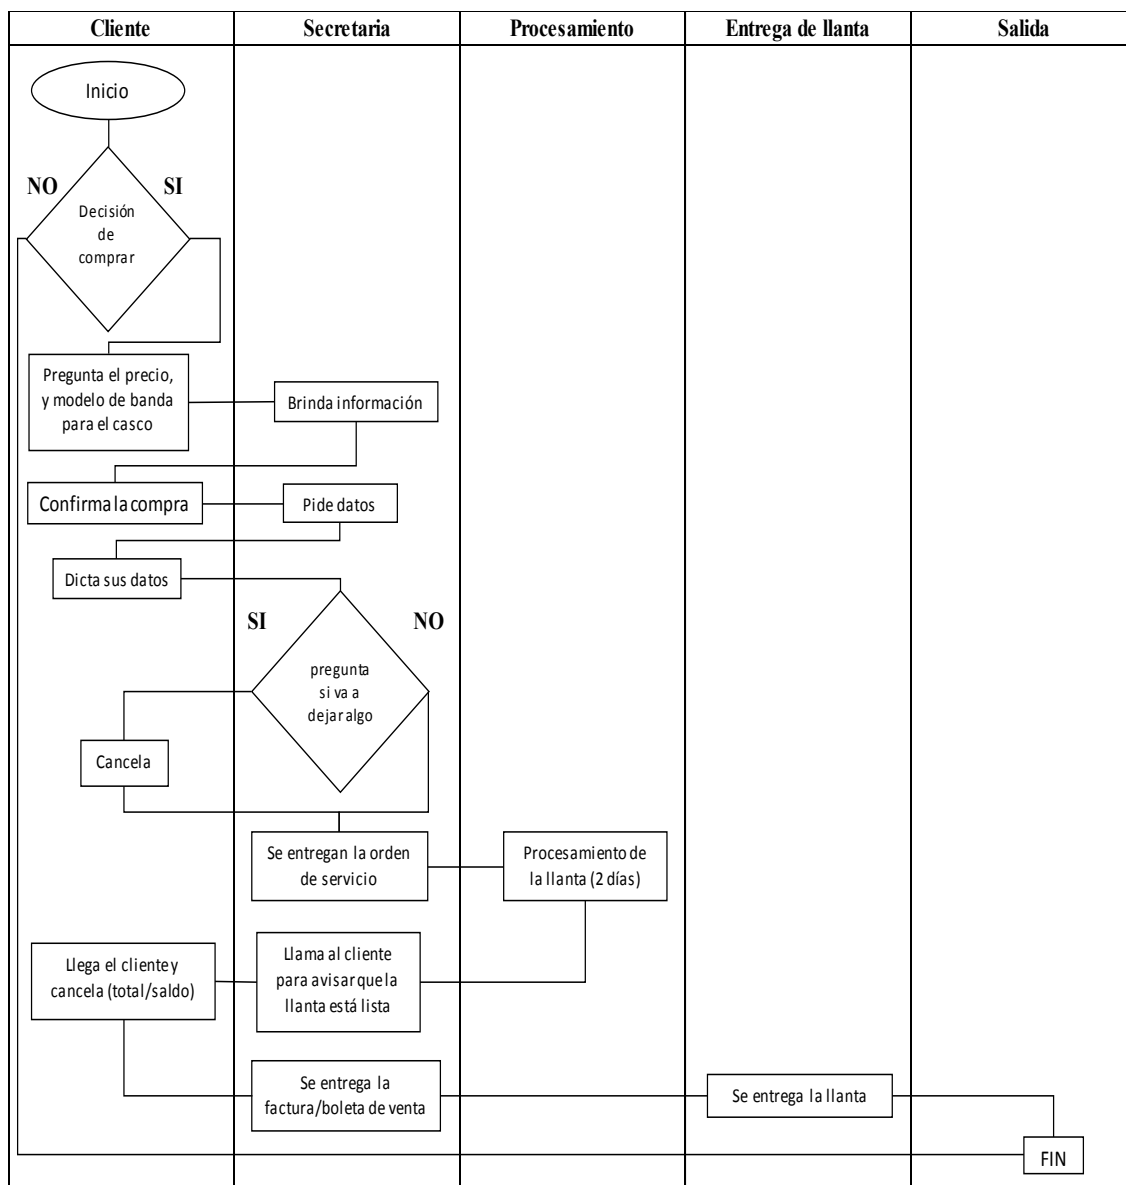 Cliente
Secretaria
Procesamiento
Entrega de llanta
Salida
Inicio
NO
SI
Decisión
de
comprar
Pregunta el precio,
y modelo de banda
para el casco
Brinda información
Confirma la compra
Pide datos
Dicta sus datos
SI
NO
pregunta
si va a
dejar algo
Cancela
Se entregan la orden
de servicio
Procesamiento de
la llanta (2 días)
Llega el cliente y
cancela (total/saldo)
Llama al cliente
para avisar que la
llanta está lista
Se entrega la
factura/boleta de venta
Se entrega la llanta
FIN